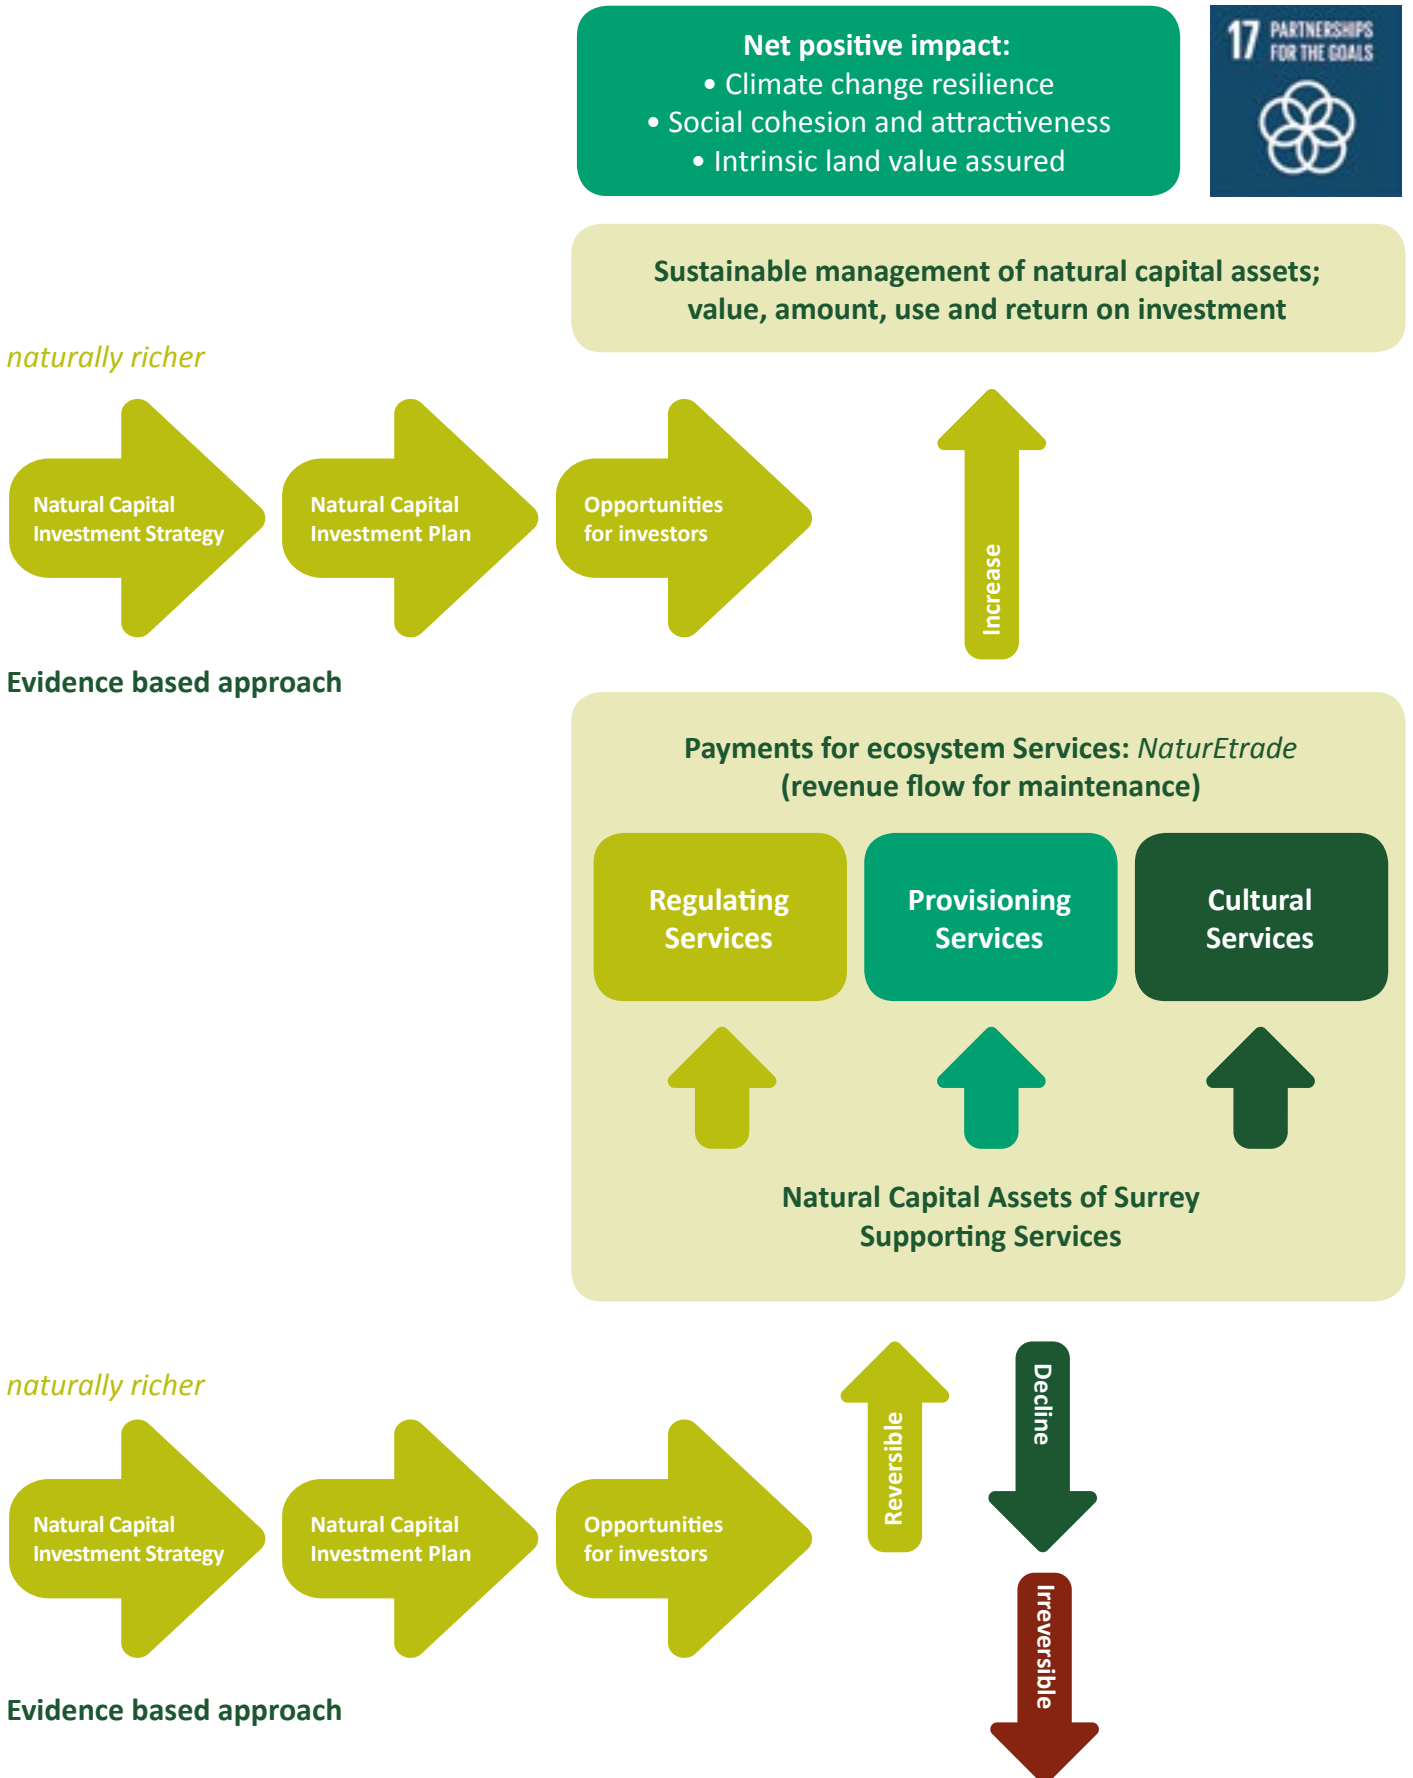 Net positive impact:
• Climate change resilience
• Social cohesion and attractiveness
• Intrinsic land value assured
17 PARTNERSHIPS
FOR THE GOALS
Sustainable management of natural capital assets;
value, amount, use and return on investment
naturally richer
Natural Capital
Investment Strategy
Natural Capital
Investment Plan
Opportunities
for investors
Increase
Evidence based approach
Payments for ecosystem Services: NaturEtrade
(revenue flow for maintenance)
Regulating
Services
Provisioning
Services
Cultural
Services
Natural Capital Assets of Surrey
Supporting Services
naturally richer
Natural Capital
Investment Strategy
Natural Capital
Investment Plan
Opportunities
for investors
Reversible
Decline
Irreversible
Evidence based approach